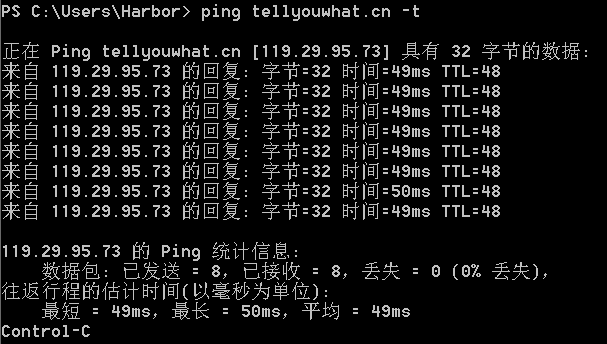 PS C:\Users\Harbor> ping tellyouwhat.cn -t
正在 Ping tellyouwhat.cn [119.29.95.73] 具有 32 字节的数据:
来自 119.29.95.73 的回复: 字节=32 时间=49ms TTL=48
来自 119.29.95.73 的回复: 字节=32 时间=49ms TTL=48
来自 119.29.95.73 的回复: 字节=32 时间=49ms TTL=48
来自 119.29.95.73 的回复: 字节=32 时间=49ms TTL=48
来自 119.29.95.73 的回复: 字节=32 时间=49ms TTL=48
来自 119.29.95.73 的回复: 字节=32 时间=49ms TTL=48
来自 119.29.95.73 的回复: 字节=32 时间=50ms TTL=48
来自 119.29.95.73 的回复: 字节=32 时间=49ms TTL=48
119.29.95.73 的 Ping 统计信息:
数据包: 已发送 = 8，已接收 = 8，丢失 = 0 (0% 丢失)，
往返行程的估计时间(以毫秒为单位):
最短 = 49ms，最长 = 50ms，平均 = 49ms
Control-C